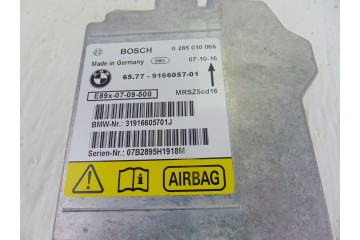 BOSCH 0 285 010 066
Made in Germany 07-10-16
65.77 - 9166057-01
E89x-07-09-500 MRSZ5cd16
BMW-Nr.: 31916605701J
Serien-Nr.: 07B2895H1918M
AIRBAG